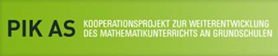 PIK AS KOOPERATIONSPROJEKT ZUR WEITERENTWICKLUNG
DES MATHEMATIKUNTERRICHTS AN GRUNDSCHULEN